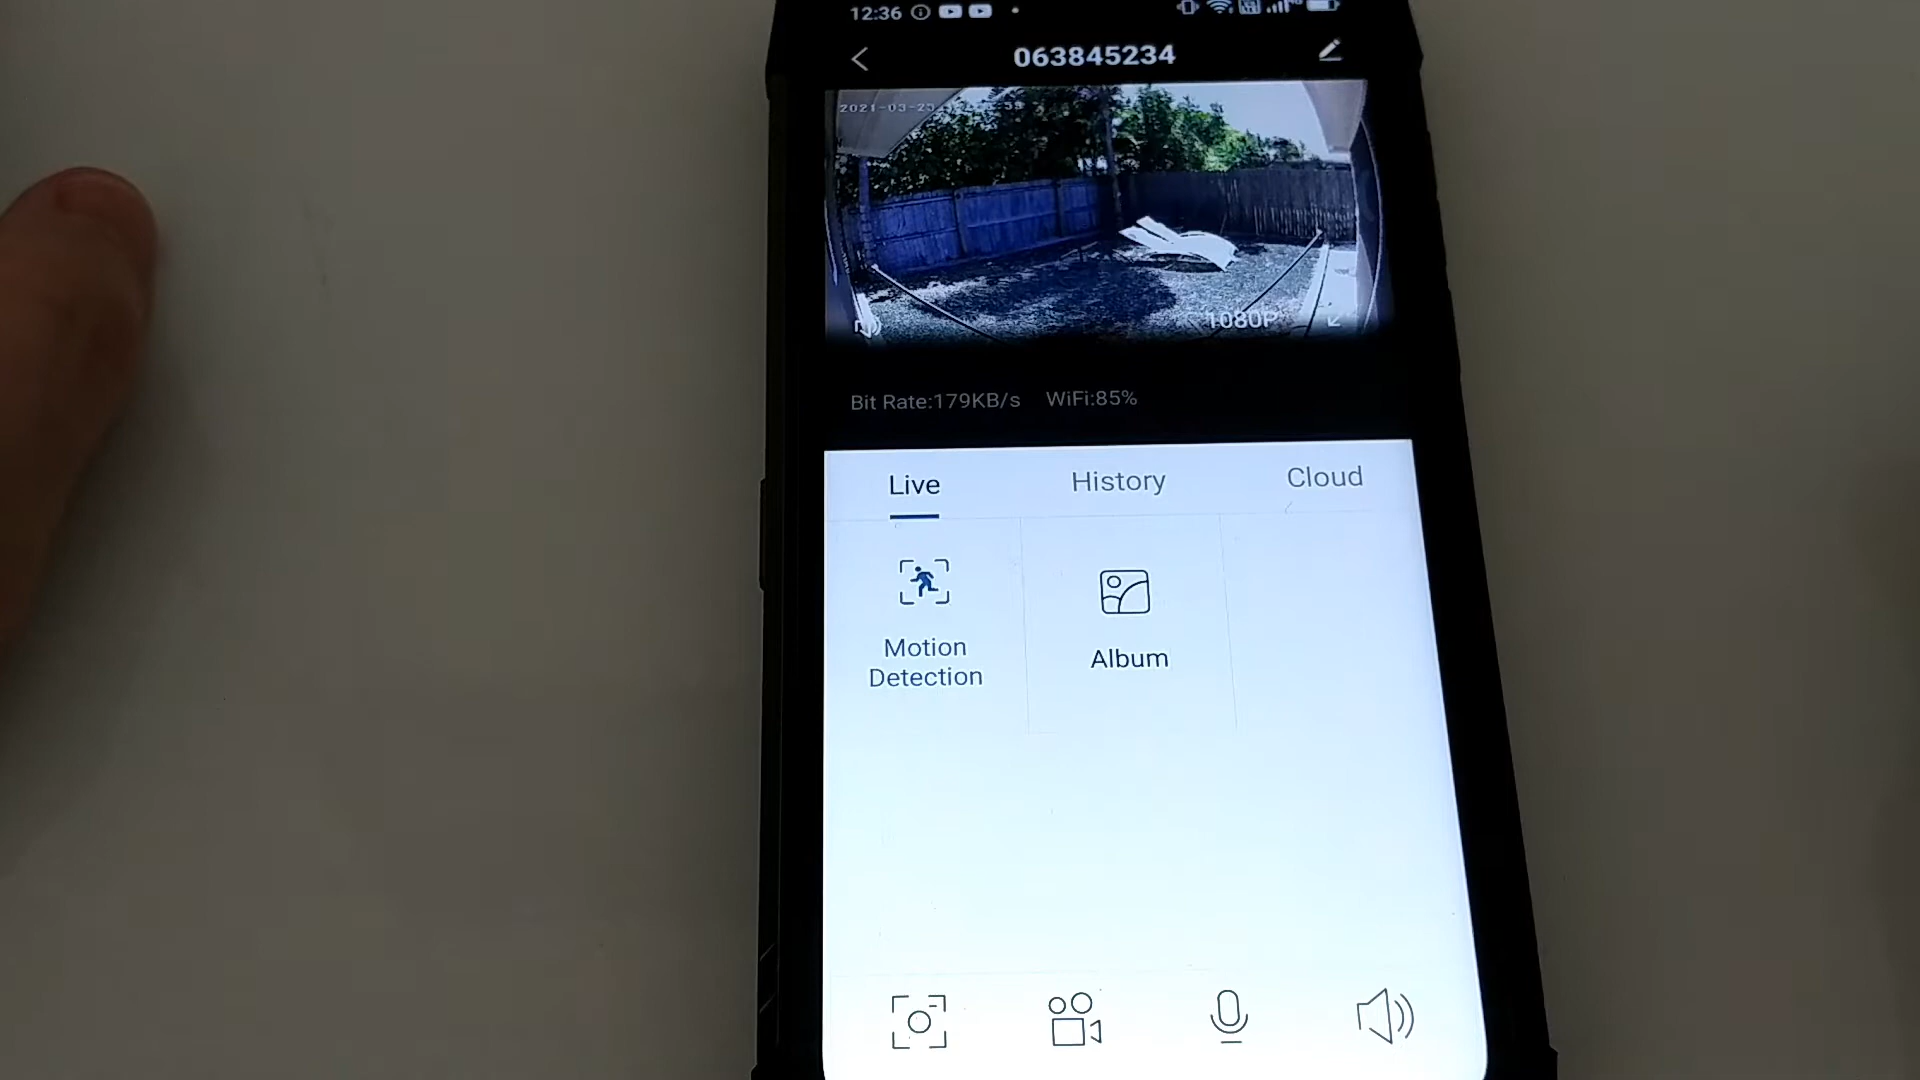 12:36
063845234
2021-03-25
1080P
Bit Rate:179KB/s WiFi:85%
Live History Cloud
Motion
Detection
Album